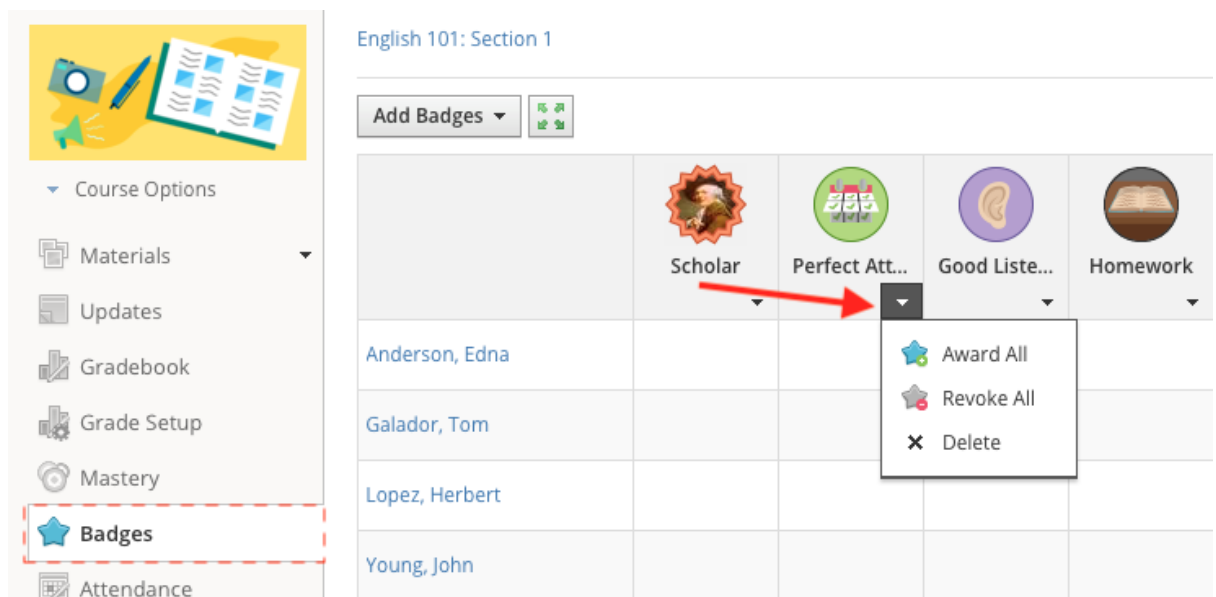 English 101: Section 1
Add Badges
Course Options
Materials
Updates
Gradebook
Grade Setup
Mastery
Badges
Attendance
Scholar
Perfect Att...
Good Liste...
Homework
Anderson, Edna
Galador, Tom
Lopez, Herbert
Young, John
Award All
Revoke All
Delete